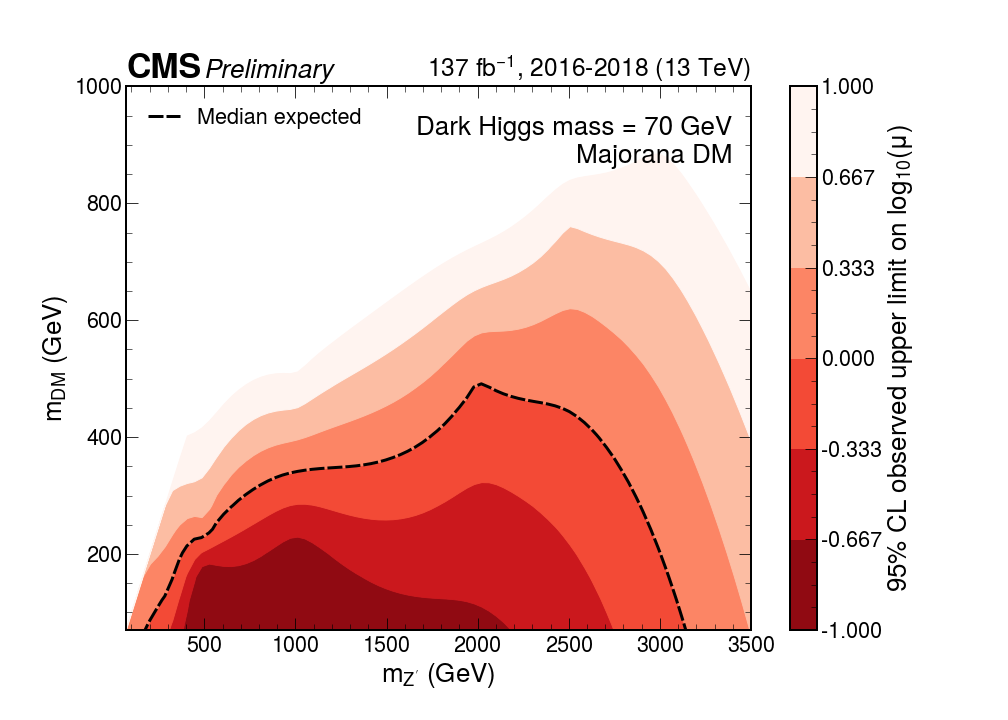 CMS Preliminary 137 fb⁻¹, 2016-2018 (13 TeV)
Median expected
Dark Higgs mass = 70 GeV
Majorana DM
1000
800
600
400
200
m_DM (GeV)
500 1000 1500 2000 2500 3000 3500
m_Z′ (GeV)
1.000
0.667
0.333
0.000
-0.333
-0.667
-1.000
95% CL observed upper limit on log₁₀(μ)